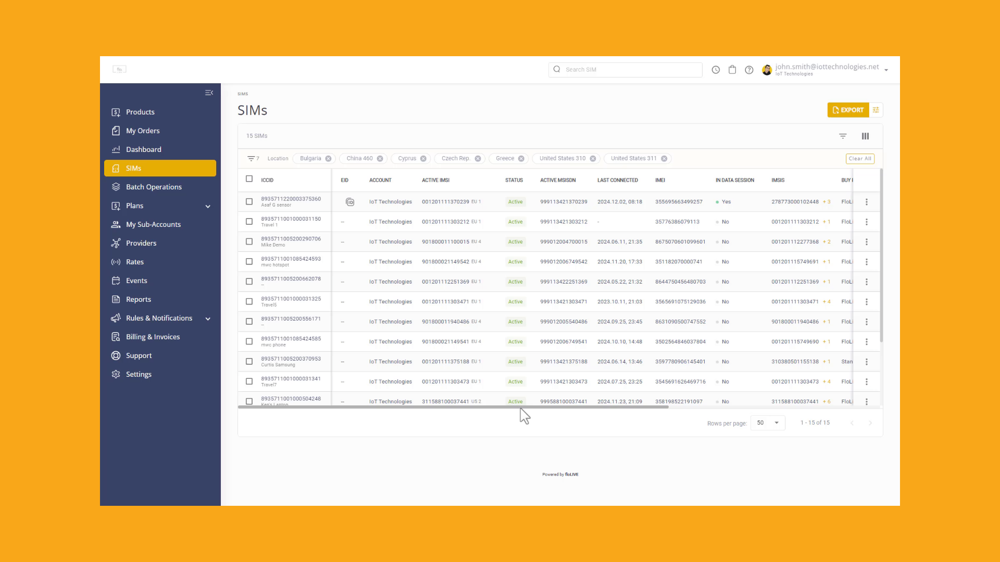 flo
Search SIM
john.smith@iottechnologies.net
IoT Technologies
Products
My Orders
Dashboard
SIMs
Batch Operations
Plans
My Sub-Accounts
Providers
Rates
Events
Reports
Rules & Notifications
Billing & Invoices
Support
Settings
SIMS
SIMs
EXPORT
15 SIMs
7 Location Bulgaria China 460 Cyprus Czech Rep. Greece United States 310 United States 311 Clear All
ICCID EID ACCOUNT ACTIVE IMSI STATUS ACTIVE MSISDN LAST CONNECTED IMEI IN DATA SESSION IMSIS BUY
8935711220003375360 ID IoT Technologies 001201111370239 EU 1 Active 999113421370239 2024.12.02, 08:18 355695663499257 Yes 278773000102448 + 3 FloL
Asaf G sensor
8935711001000031150 -- IoT Technologies 001201111303212 EU 1 Active 999113421303212 - 35776386079113 No 001201111303212 + 1 FloL
Travel 1
8935711005200290706 -- IoT Technologies 901800011100015 EU 4 Active 999012004700015 2024.06.11, 21:35 8675070601099601 No 001201112277368 + 2 FloL
Mike Demo
8935711001085424593 -- IoT Technologies 901800021149542 EU 4 Active 999012006749542 2024.11.20, 17:33 351182070000741 No 001201115749691 + 1 FloL
mwc hotspot
8935711005200662078 -- IoT Technologies 001201112251369 EU 1 Active 999113422251369 2024.05.22, 21:32 8644750456480703 No 001201112251369 + 1 FloL
--
8935711001000031325 -- IoT Technologies 001201111303471 EU 1 Active 999113421303471 2023.10.11, 21:03 3565691075129036 No 001201111303471 + 4 FloL
Travel5
8935711005200556171 -- IoT Technologies 901800011940486 EU 4 Active 999012005540486 2024.09.25, 23:45 8631090500747552 No 901800011940486 + 1 FloL
--
8935711001085424585 -- IoT Technologies 901800021149541 EU 4 Active 999012006749541 2024.10.10, 14:48 3502564846037804 No 001201115749690 + 1 FloL
mwc phone
8935711005200370953 -- IoT Technologies 001201111375188 EU 1 Active 999113421375188 2024.06.14, 13:46 3597780906145401 No 310380501155138 + 1 Stan
Curtis Samsung
8935711001000031341 -- IoT Technologies 001201111303473 EU 1 Active 999113421303473 2024.07.25, 23:25 3545691626469716 No 001201111303473 + 4 FloL
Travel7
8935711001000504248 -- IoT Technologies 311588100037441 US 2 Active 999588100037441 2024.11.23, 21:09 358198522191097 No 311588100037441 + 6 FloL
Ken's Laptop
Rows per page: 50 1 - 15 of 15
Powered by floLIVE